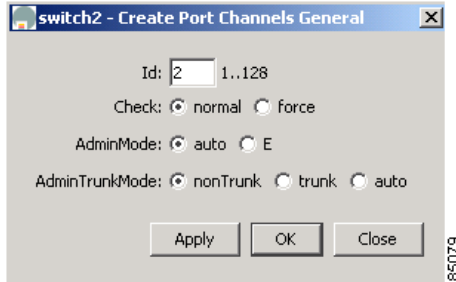 switch2 - Create Port Channels General
Id: 2 1..128
Check: normal force
AdminMode: auto E
AdminTrunkMode: nonTrunk trunk auto
Apply OK Close
85079